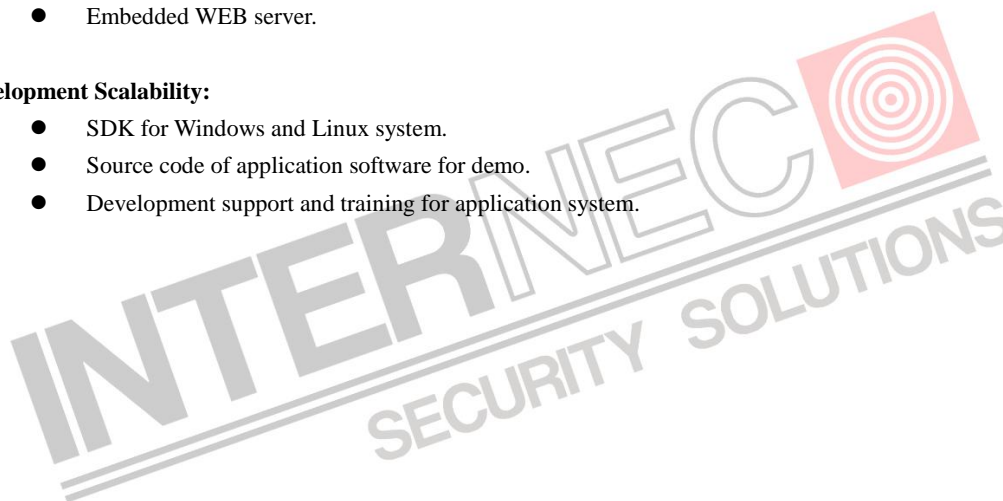 ● Embedded WEB server.
elopment Scalability:
● SDK for Windows and Linux system.
● Source code of application software for demo.
● Development support and training for application system.
INTERNEC
SECURITY SOLUTIONS